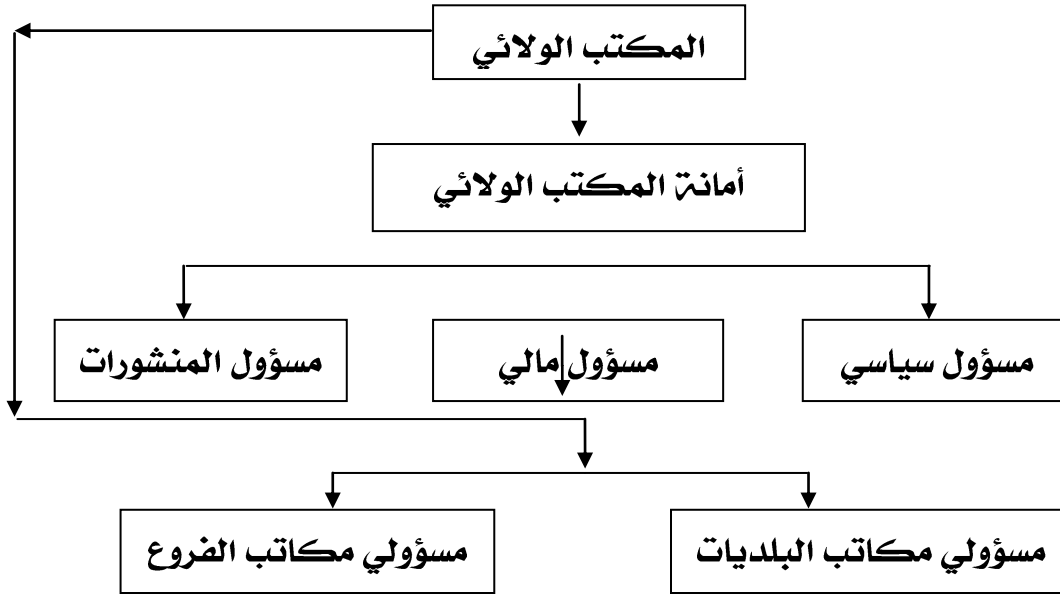 المكتب الولائي
أمانة المكتب الولائي
مسؤول سياسي
مسؤول مالي
مسؤول المنشورات
مسؤولي مكاتب البلديات
مسؤولي مكاتب الفروع